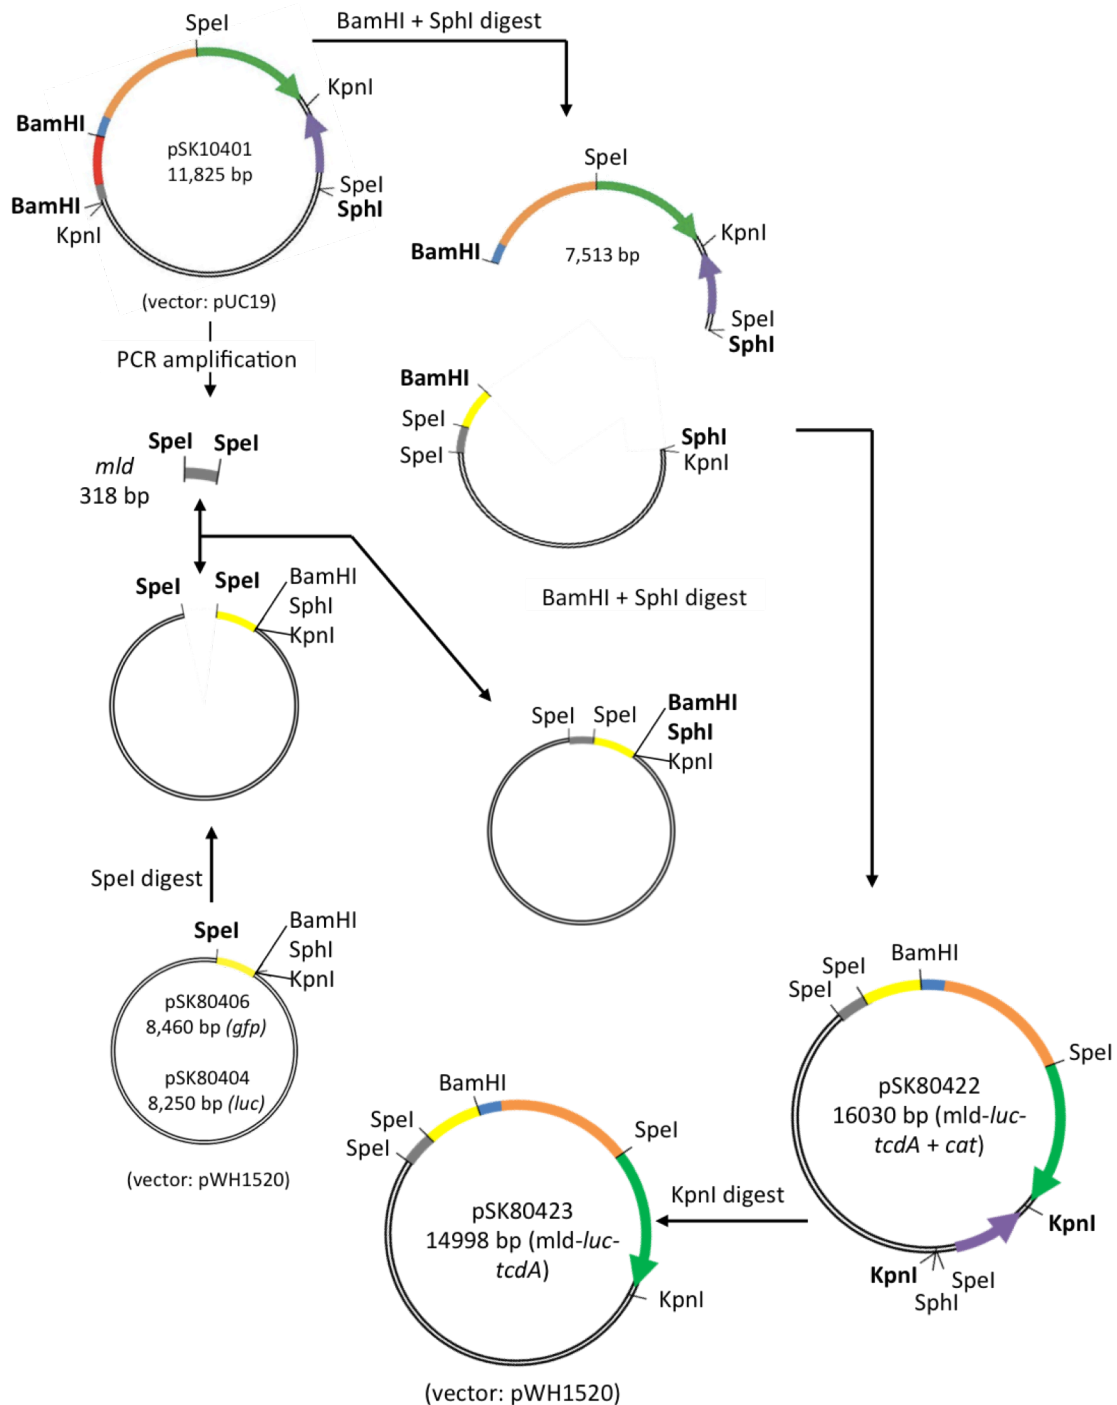 SpeI
BamHI + SphI digest
KpnI
BamHI
pSK10401
11,825 bp
SpeI
SphI
BamHI
KpnI
(vector: pUC19)
SpeI
KpnI
BamHI
7,513 bp
SpeI
SphI
PCR amplification
BamHI
SpeI
SpeI
SphI
KpnI
SpeI
SpeI
mld
318 bp
BamHI + SphI digest
SpeI
SpeI
BamHI
SphI
KpnI
SpeI
SpeI
BamHI
SphI
KpnI
SpeI digest
SpeI
BamHI
SphI
KpnI
pSK80406
8,460 bp (gfp)
pSK80404
8,250 bp (luc)
(vector: pWH1520)
BamHI
SpeI
SpeI
SpeI
pSK80422
16030 bp (mld-luc-
tcdA + cat)
KpnI
KpnI
SpeI
SphI
KpnI digest
BamHI
SpeI
SpeI
SpeI
pSK80423
14998 bp (mld-luc-
tcdA)
KpnI
(vector: pWH1520)